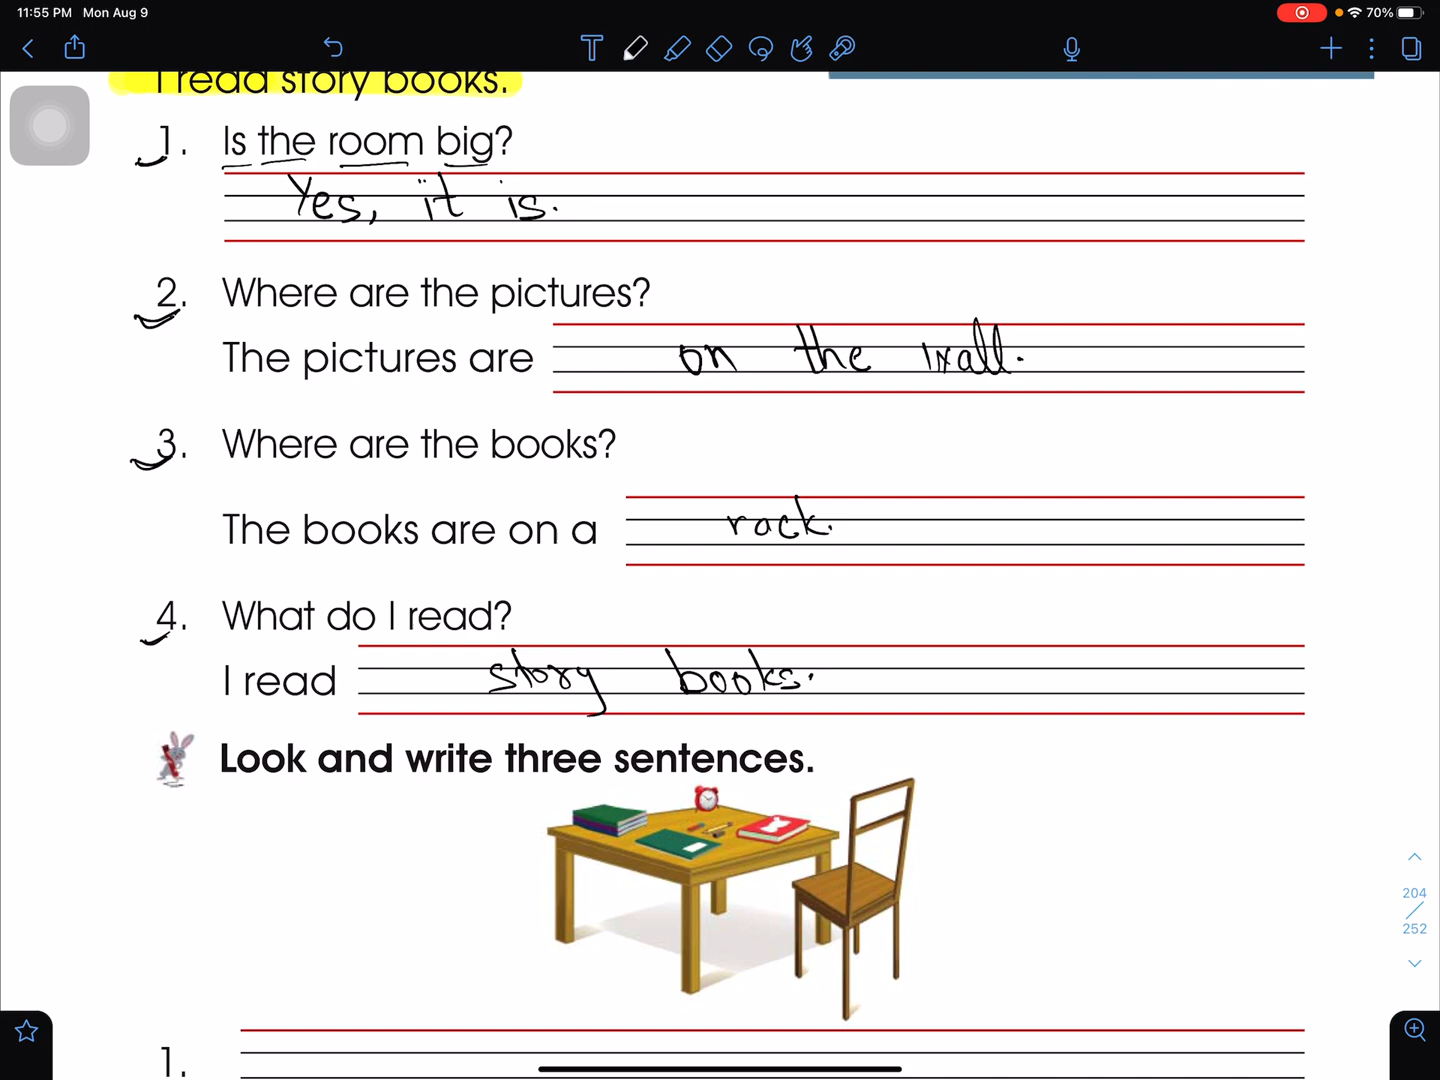 11:55 PM Mon Aug 9
70%
I read story books.
1. Is the room big?
Yes, it is.
2. Where are the pictures?
The pictures are on the wall.
3. Where are the books?
The books are on a rack.
4. What do I read?
I read story books.
Look and write three sentences.
204
252
1.